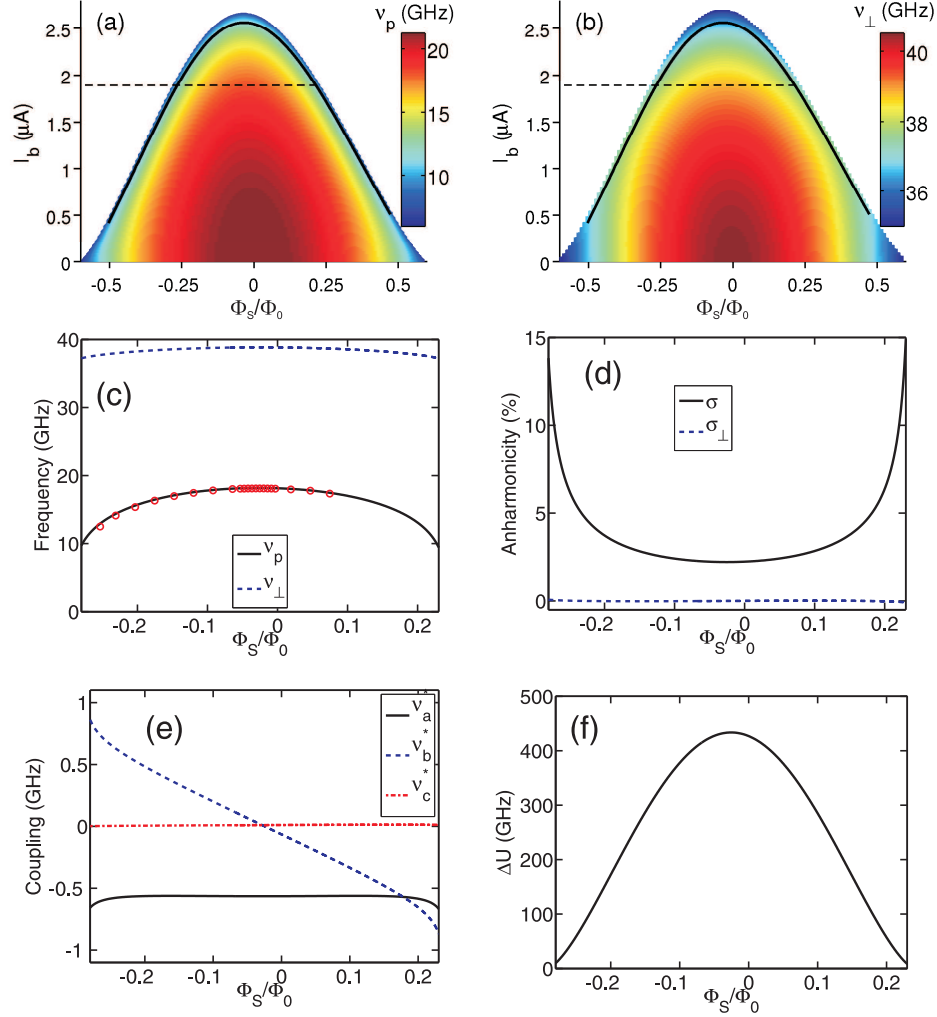 (a)
ν_p (GHz)
20
15
10
I_b (μA)
2.5
2
1.5
1
0.5
0
-0.5 -0.25 0 0.25 0.5
Φ_S/Φ_0
(b)
ν_⊥ (GHz)
40
38
36
I_b (μA)
2.5
2
1.5
1
0.5
0
-0.5 -0.25 0 0.25 0.5
Φ_S/Φ_0
(c)
Frequency (GHz)
40
30
20
10
0
ν_p
ν_⊥
-0.2 -0.1 0 0.1 0.2
Φ_S/Φ_0
(d)
Anharmonicity (%)
15
10
5
0
σ
σ_⊥
-0.2 -0.1 0 0.1 0.2
Φ_S/Φ_0
(e)
Coupling (GHz)
1
0.5
0
-0.5
-1
ν_a^*
ν_b^*
ν_c^*
-0.2 -0.1 0 0.1 0.2
Φ_S/Φ_0
(f)
ΔU (GHz)
500
400
300
200
100
0
-0.2 -0.1 0 0.1 0.2
Φ_S/Φ_0